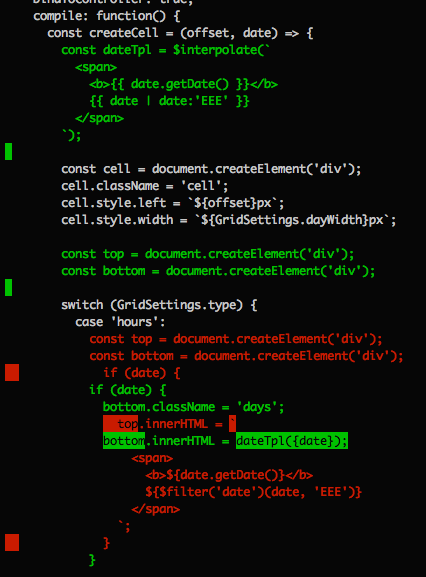 bindToController: true,
compile: function() {
const createCell = (offset, date) => {
const dateTpl = $interpolate(`
<span>
<b>{{ date.getDate() }}</b>
{{ date | date:'EEE' }}
</span>
`);
const cell = document.createElement('div');
cell.className = 'cell';
cell.style.left = `${offset}px`;
cell.style.width = `${GridSettings.dayWidth}px`;
const top = document.createElement('div');
const bottom = document.createElement('div');
switch (GridSettings.type) {
case 'hours':
const top = document.createElement('div');
const bottom = document.createElement('div');
if (date) {
if (date) {
bottom.className = 'days';
top.innerHTML = `
bottom.innerHTML = dateTpl({date});
<span>
<b>${date.getDate()}</b>
${$filter('date')(date, 'EEE')}
</span>
`;
}
}